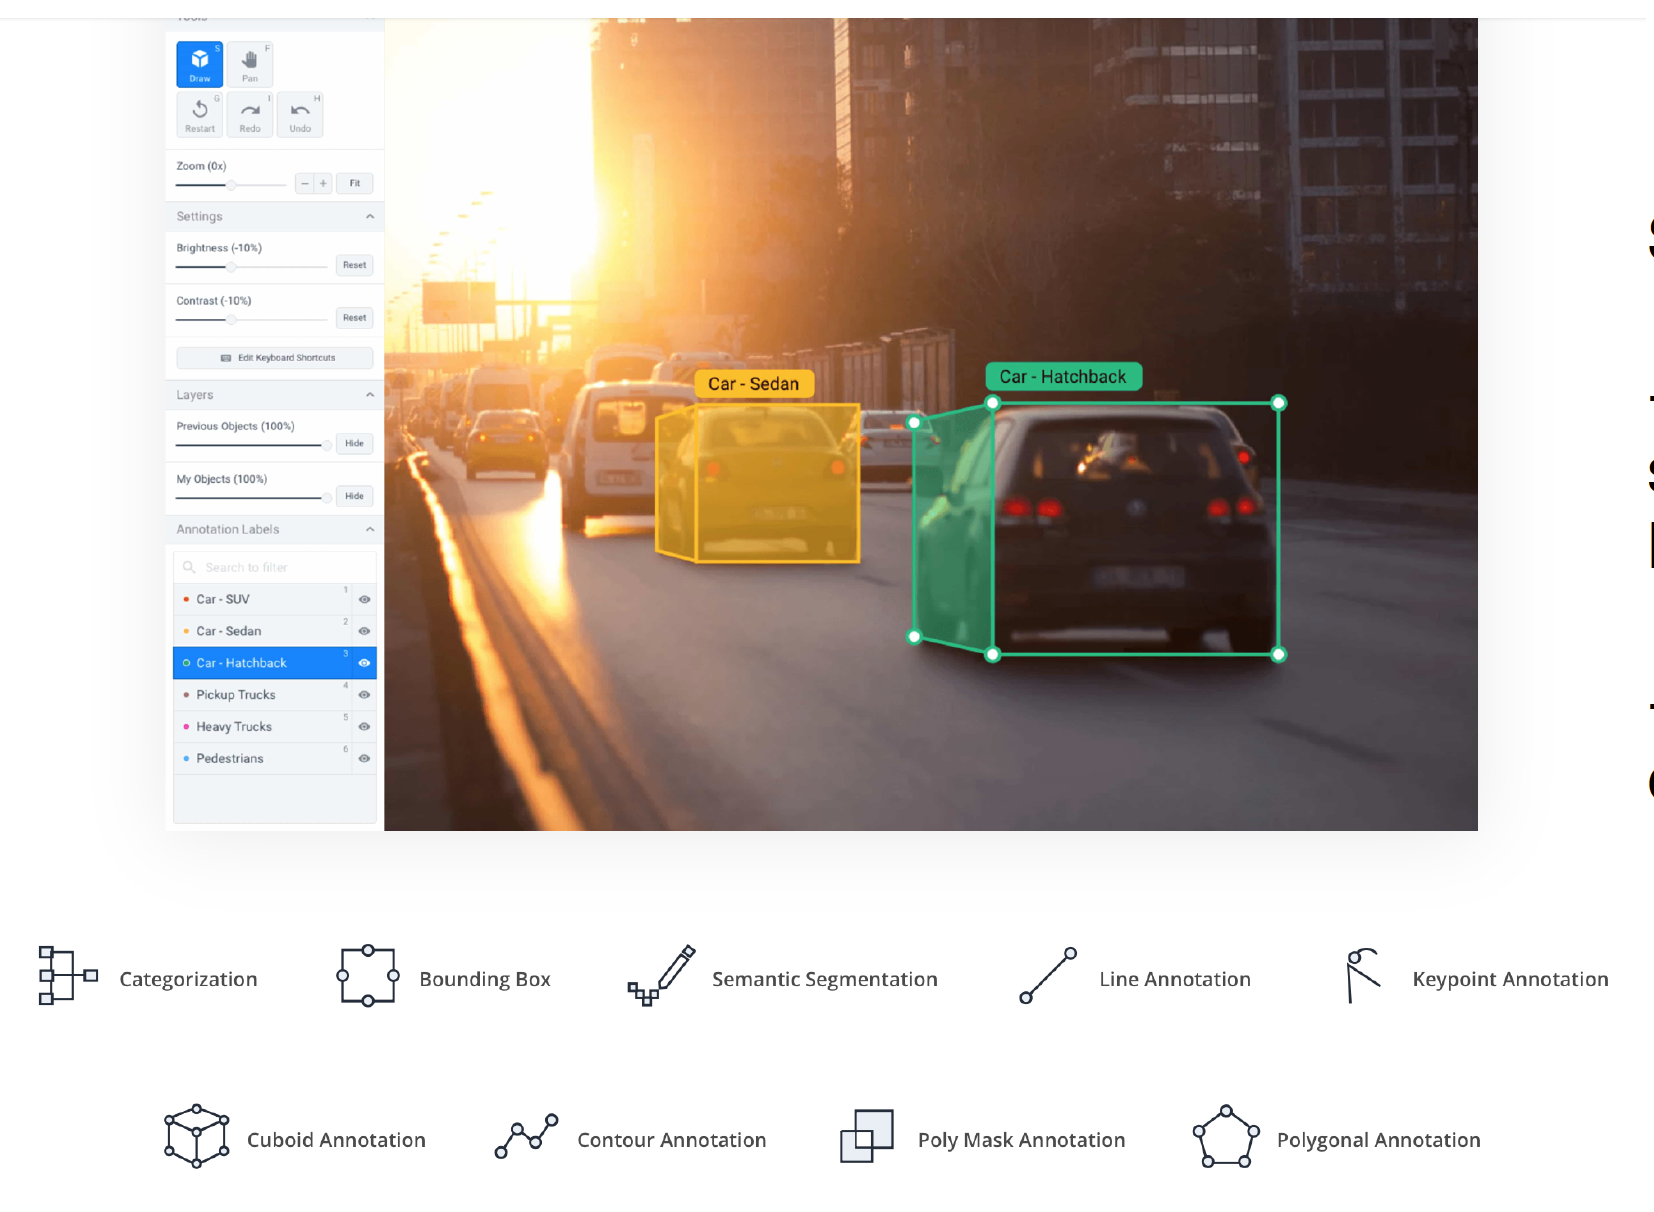 Tools
S
F
Draw
Pan
G
I
H
Restart
Redo
Undo
Zoom (0x)
Fit
Settings
Brightness (-10%)
Reset
Contrast (-10%)
Reset
Edit Keyboard Shortcuts
Layers
Previous Objects (100%)
Hide
My Objects (100%)
Hide
Annotation Labels
Search to filter
Car - SUV 1
Car - Sedan 2
Car - Hatchback 3
Pickup Trucks 4
Heavy Trucks 5
Pedestrians 6
Car - Sedan
Car - Hatchback
Categorization
Bounding Box
Semantic Segmentation
Line Annotation
Keypoint Annotation
Cuboid Annotation
Contour Annotation
Poly Mask Annotation
Polygonal Annotation